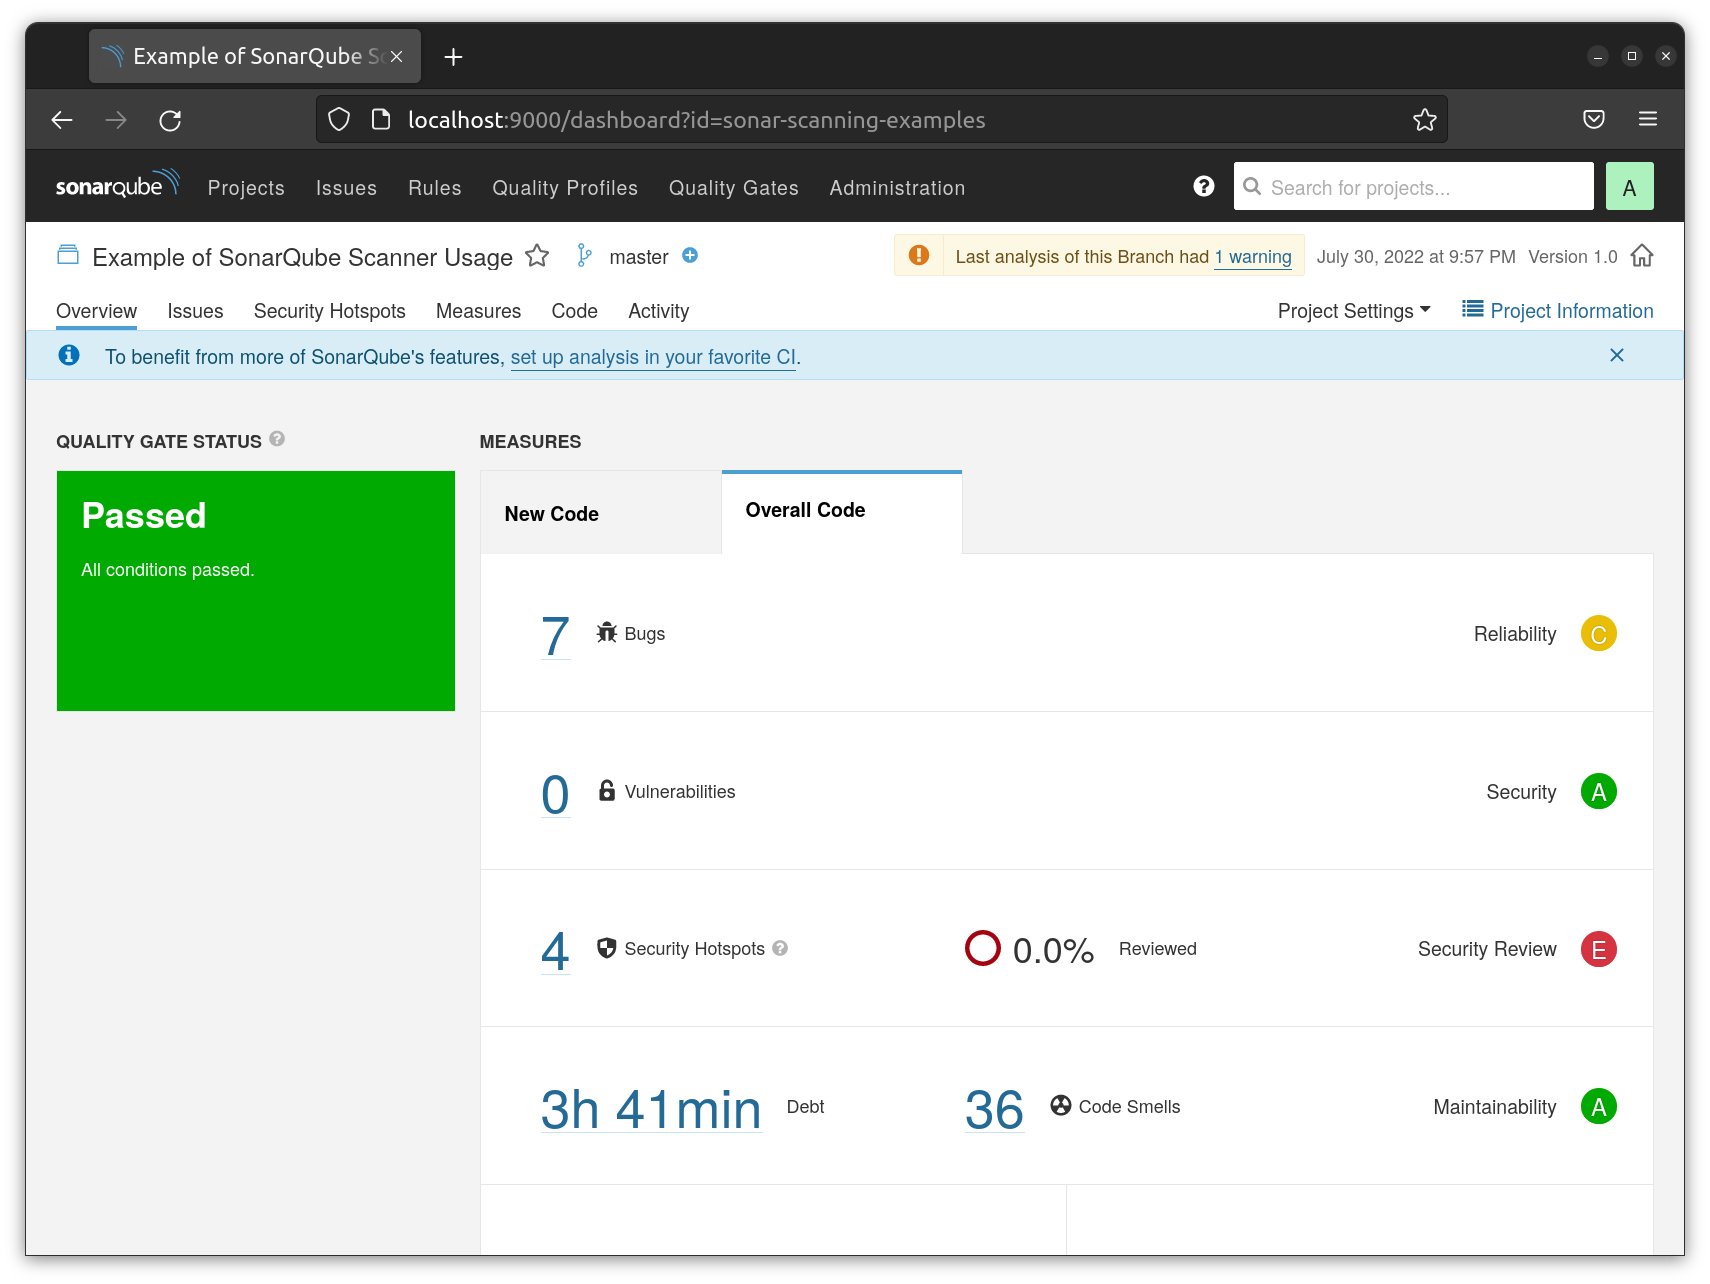 Example of SonarQube Sc
localhost:9000/dashboard?id=sonar-scanning-examples
sonarqube Projects Issues Rules Quality Profiles Quality Gates Administration ? Search for projects... A
Example of SonarQube Scanner Usage master Last analysis of this Branch had 1 warning July 30, 2022 at 9:57 PM Version 1.0
Overview Issues Security Hotspots Measures Code Activity Project Settings Project Information
To benefit from more of SonarQube's features, set up analysis in your favorite CI.
QUALITY GATE STATUS ? MEASURES
Passed
All conditions passed.
New Code Overall Code
7 Bugs Reliability C
0 Vulnerabilities Security A
4 Security Hotspots ? 0.0% Reviewed Security Review E
3h 41min Debt 36 Code Smells Maintainability A